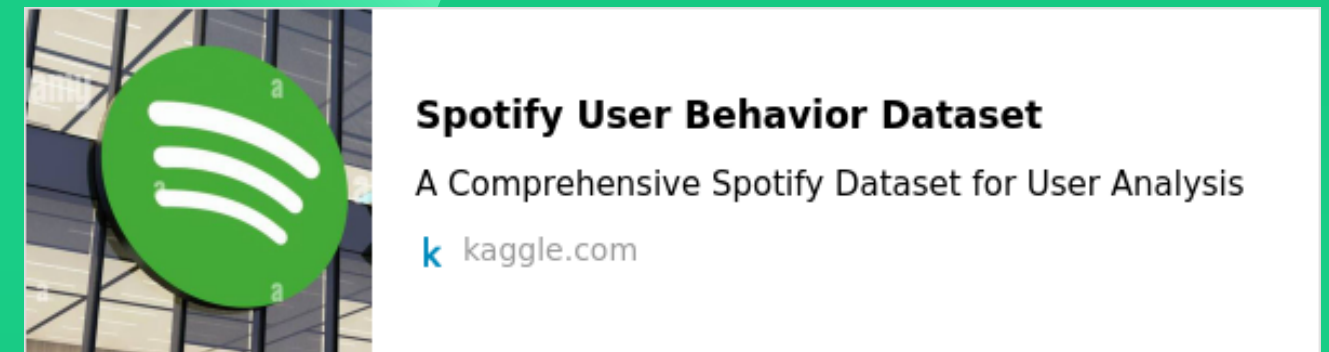 Spotify User Behavior Dataset
A Comprehensive Spotify Dataset for User Analysis
k kaggle.com
a
a
a
a